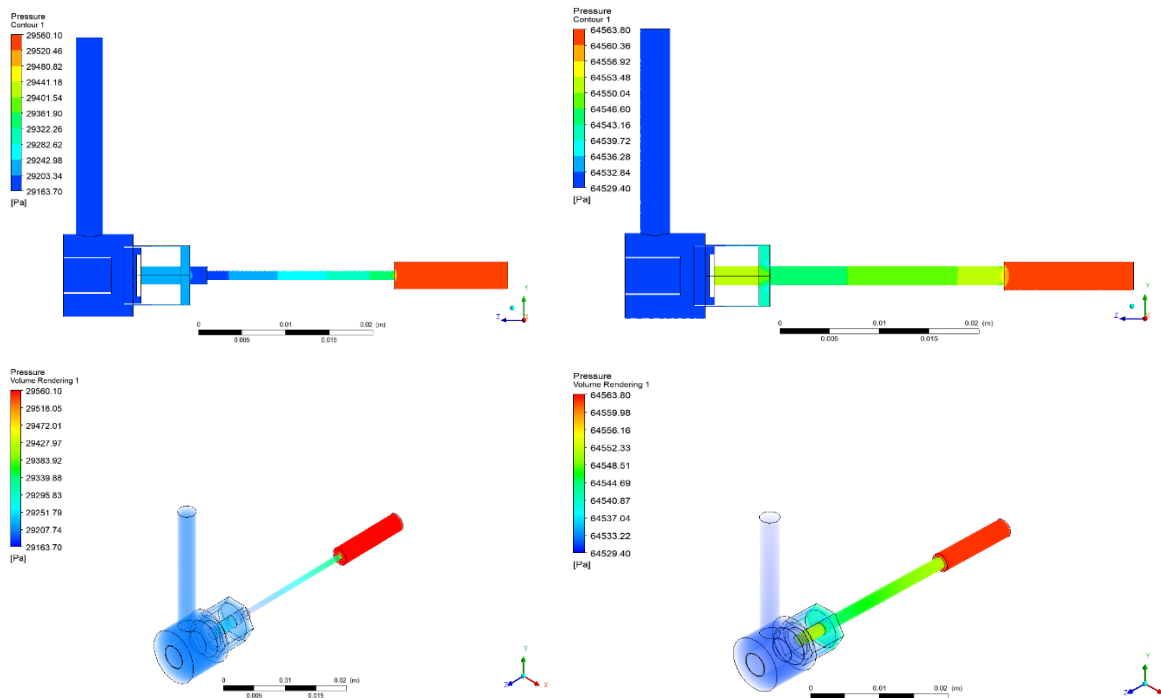 Pressure
Contour 1
29560.10
29520.46
29480.82
29441.18
29401.54
29361.90
29322.26
29282.62
29242.98
29203.34
29163.70
[Pa]
0 0.01 0.02 (m)
0.005 0.015
Y
Z X
Pressure
Contour 1
64563.80
64560.36
64556.92
64553.48
64550.04
64546.60
64543.16
64539.72
64536.28
64532.84
64529.40
[Pa]
0 0.01 0.02 (m)
0.005 0.015
Y
Z X
Pressure
Volume Rendering 1
29560.10
29516.05
29472.01
29427.97
29383.92
29339.88
29295.83
29251.79
29207.74
29163.70
[Pa]
0 0.01 0.02 (m)
0.005 0.015
Y
Z X
Pressure
Volume Rendering 1
64563.80
64559.98
64556.16
64552.33
64548.51
64544.69
64540.87
64537.04
64533.22
64529.40
[Pa]
0 0.01 0.02 (m)
0.005 0.015
Y
Z X